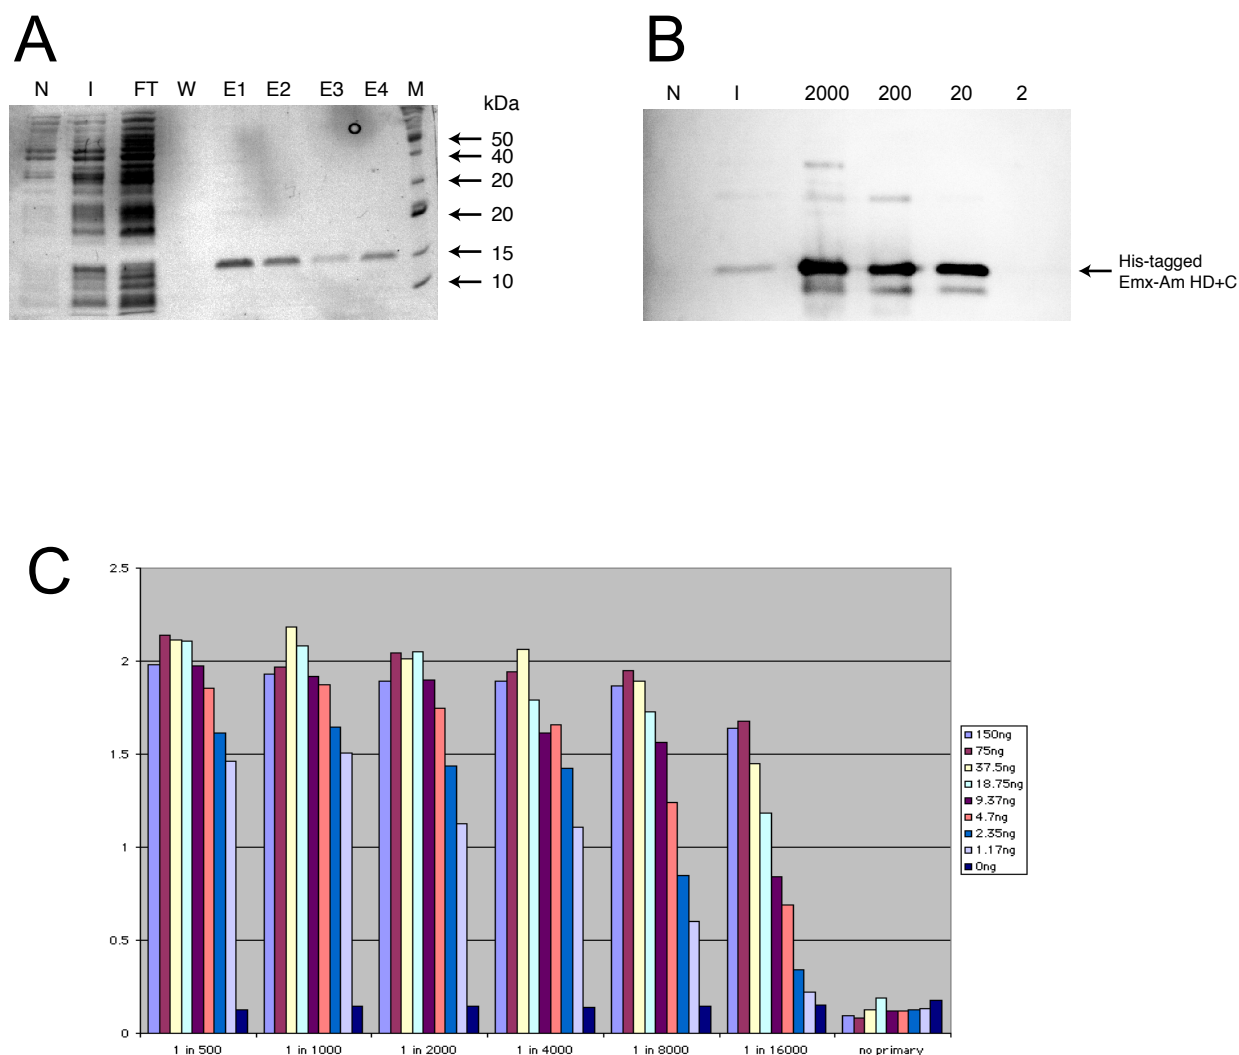 A
N I FT W E1 E2 E3 E4 M
kDa
50
40
20
20
15
10
B
N I 2000 200 20 2
His-tagged
Emx-Am HD+C
C
2.5
2
1.5
1
0.5
0
1 in 500 1 in 1000 1 in 2000 1 in 4000 1 in 8000 1 in 16000 no primary
150ng
75ng
37.5ng
18.75ng
9.37ng
4.7ng
2.35ng
1.17ng
0ng